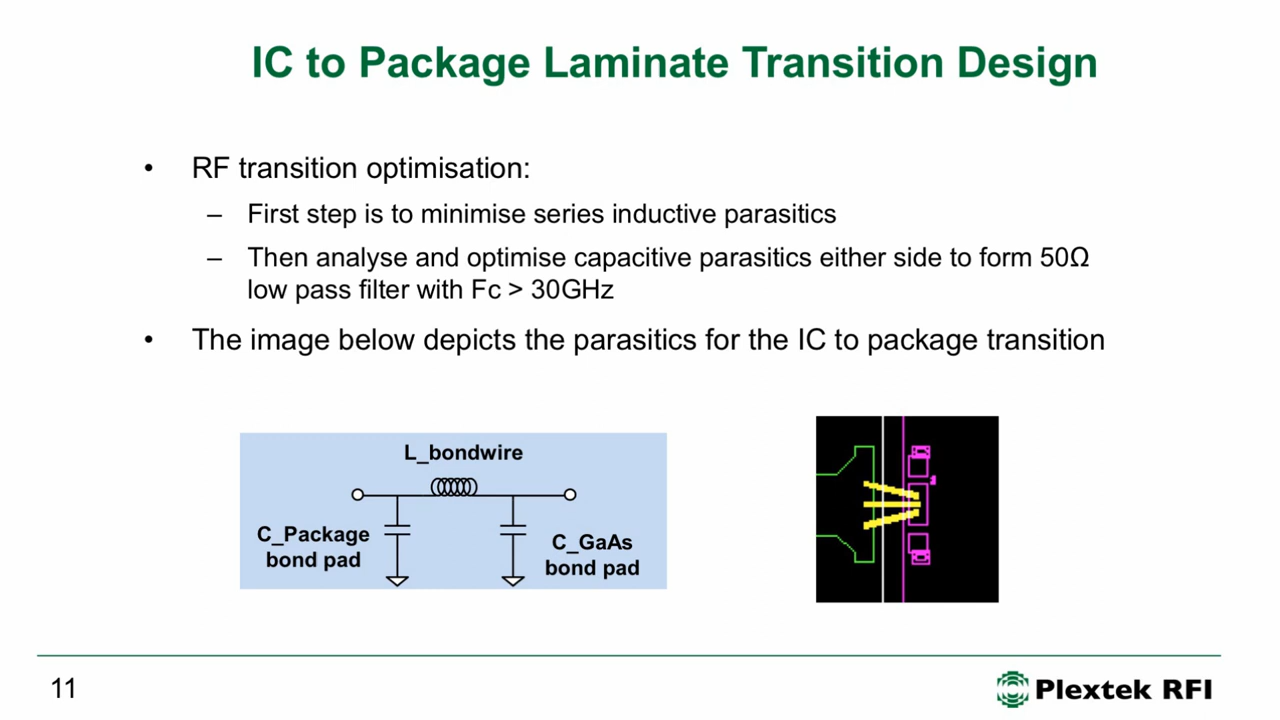 IC to Package Laminate Transition Design
• RF transition optimisation:
– First step is to minimise series inductive parasitics
– Then analyse and optimise capacitive parasitics either side to form 50Ω
low pass filter with Fc > 30GHz
• The image below depicts the parasitics for the IC to package transition
L_bondwire
C_Package
bond pad
C_GaAs
bond pad
11
Plextek RFI